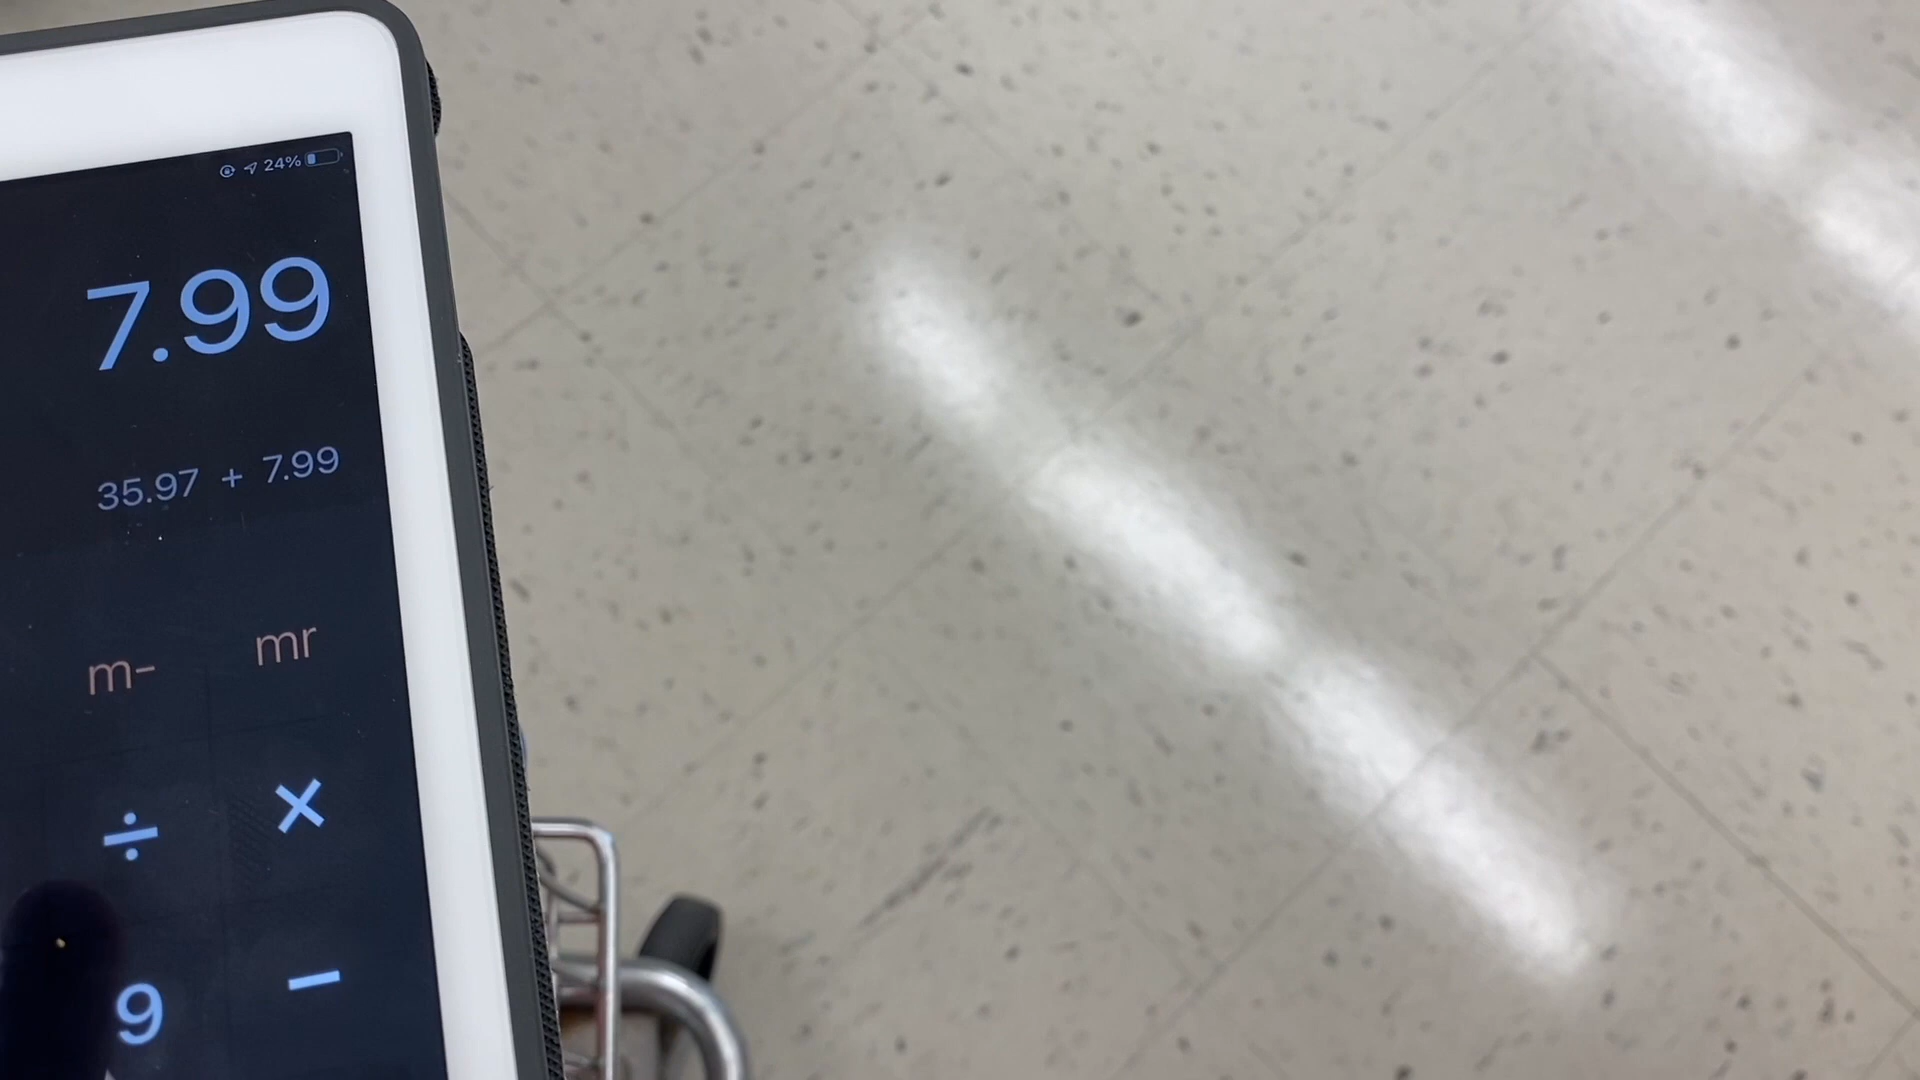 24%
7.99
35.97 + 7.99
m- mr
÷ ×
9 −